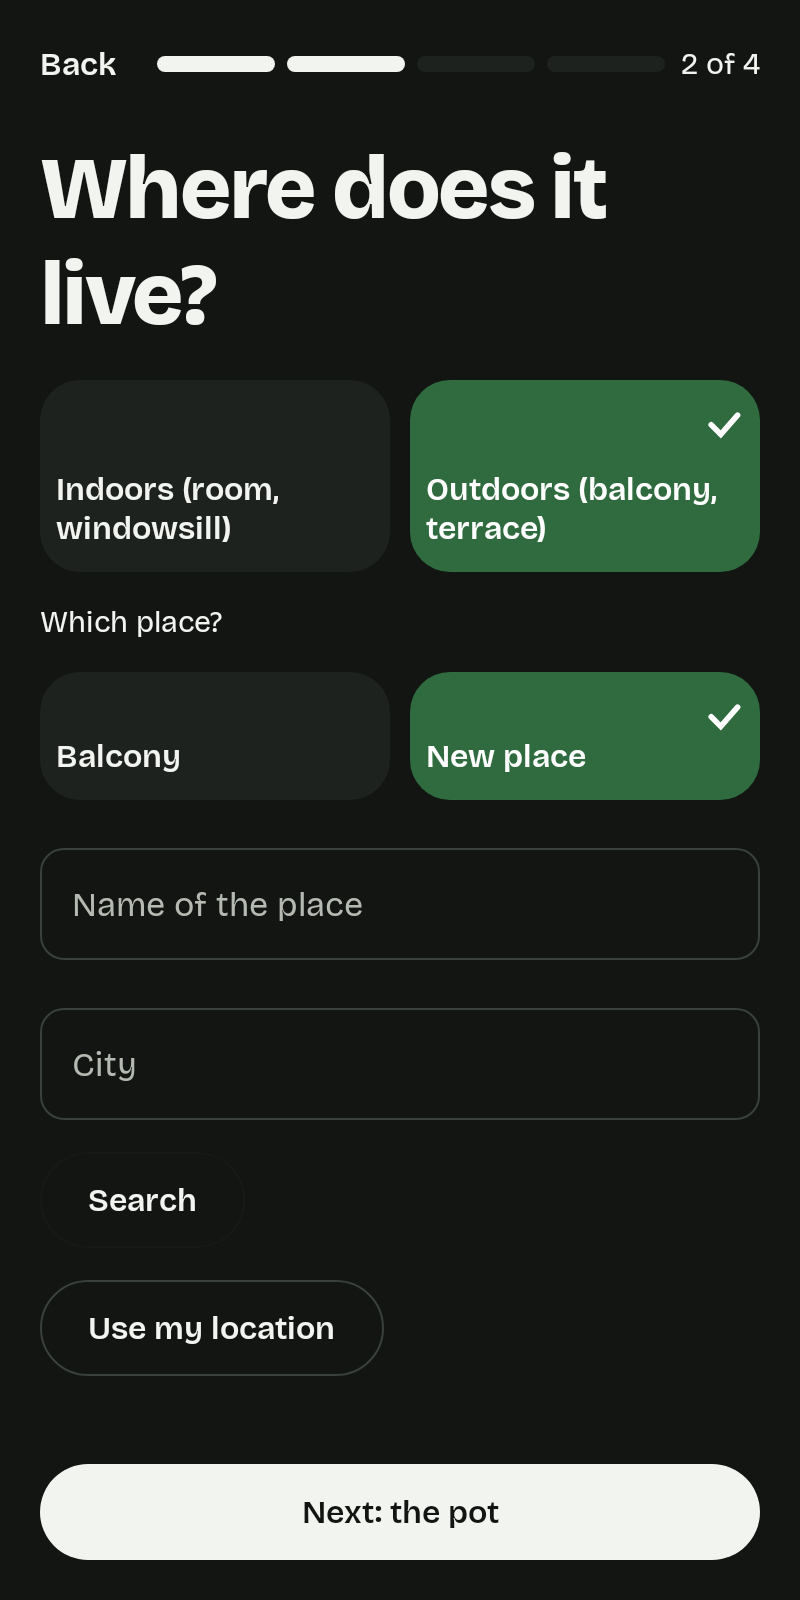 Back 2 of 4
Where does it
live?
Indoors (room,
windowsill)
Outdoors (balcony,
terrace)
Which place?
Balcony
New place
Name of the place
City
Search
Use my location
Next: the pot